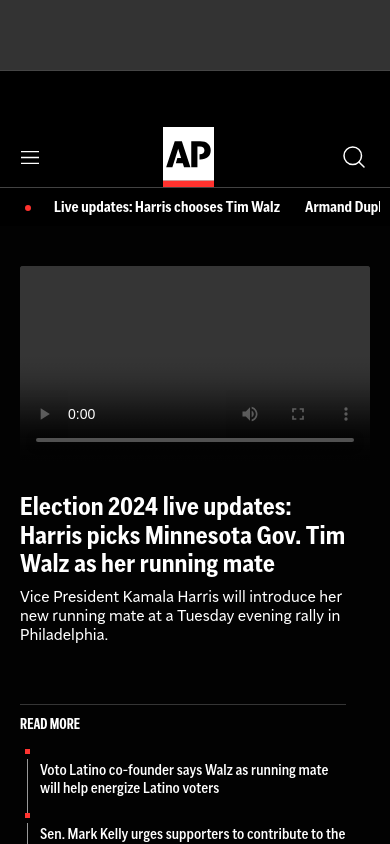 AP
Live updates: Harris chooses Tim Walz
Armand Dupl
0:00
Election 2024 live updates:
Harris picks Minnesota Gov. Tim
Walz as her running mate
Vice President Kamala Harris will introduce her
new running mate at a Tuesday evening rally in
Philadelphia.
READ MORE
Voto Latino co-founder says Walz as running mate
will help energize Latino voters
Sen. Mark Kelly urges supporters to contribute to the